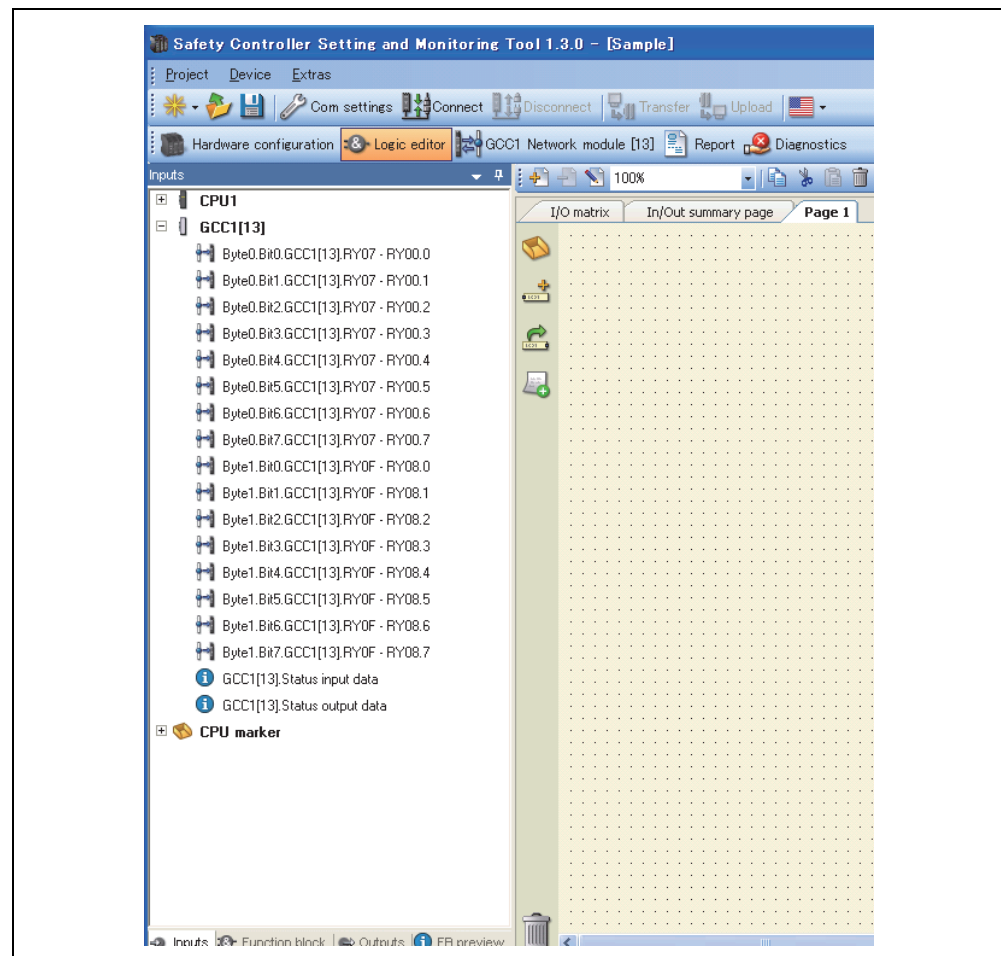 Safety Controller Setting and Monitoring Tool 1.3.0 - [Sample]
Project Device Extras
Com settings Connect Disconnect Transfer Upload
Hardware configuration Logic editor GCC1 Network module [13] Report Diagnostics
Inputs
100%
I/O matrix In/Out summary page Page 1
CPU1
GCC1[13]
Byte0.Bit0.GCC1[13].RY07 - RY00.0
Byte0.Bit1.GCC1[13].RY07 - RY00.1
Byte0.Bit2.GCC1[13].RY07 - RY00.2
Byte0.Bit3.GCC1[13].RY07 - RY00.3
Byte0.Bit4.GCC1[13].RY07 - RY00.4
Byte0.Bit5.GCC1[13].RY07 - RY00.5
Byte0.Bit6.GCC1[13].RY07 - RY00.6
Byte0.Bit7.GCC1[13].RY07 - RY00.7
Byte1.Bit0.GCC1[13].RY0F - RY08.0
Byte1.Bit1.GCC1[13].RY0F - RY08.1
Byte1.Bit2.GCC1[13].RY0F - RY08.2
Byte1.Bit3.GCC1[13].RY0F - RY08.3
Byte1.Bit4.GCC1[13].RY0F - RY08.4
Byte1.Bit5.GCC1[13].RY0F - RY08.5
Byte1.Bit6.GCC1[13].RY0F - RY08.6
Byte1.Bit7.GCC1[13].RY0F - RY08.7
GCC1[13].Status input data
GCC1[13].Status output data
CPU marker
Inputs Function block Outputs FB preview